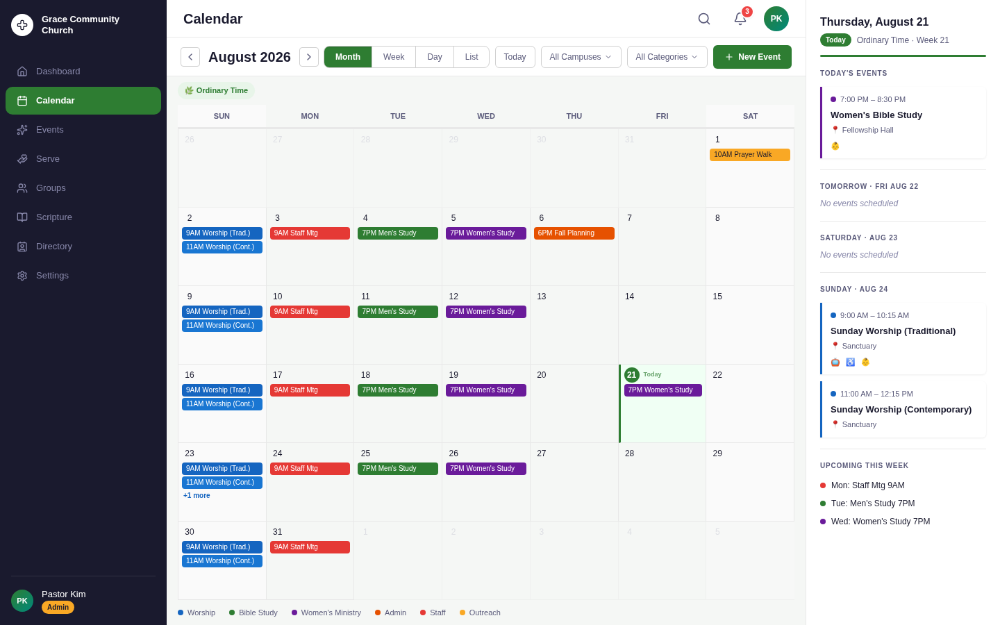 Grace Community
Church
Dashboard
Calendar
Events
Serve
Groups
Scripture
Directory
Settings
PK
Pastor Kim
Admin
Calendar
3
PK
August 2026
Month
Week
Day
List
Today
All Campuses
All Categories
New Event
Ordinary Time
SUN MON TUE WED THU FRI SAT
26 27 28 29 30 31 1
10AM Prayer Walk
2 3 4 5 6 7 8
9AM Worship (Trad.) 9AM Staff Mtg 7PM Men's Study 7PM Women's Study 6PM Fall Planning
11AM Worship (Cont.)
9 10 11 12 13 14 15
9AM Worship (Trad.) 9AM Staff Mtg 7PM Men's Study 7PM Women's Study
11AM Worship (Cont.)
16 17 18 19 20 21 Today 22
9AM Worship (Trad.) 9AM Staff Mtg 7PM Men's Study 7PM Women's Study 7PM Women's Study
11AM Worship (Cont.)
23 24 25 26 27 28 29
9AM Worship (Trad.) 9AM Staff Mtg 7PM Men's Study 7PM Women's Study
11AM Worship (Cont.)
+1 more
30 31 1 2 3 4 5
9AM Worship (Trad.) 9AM Staff Mtg
11AM Worship (Cont.)
Worship Bible Study Women's Ministry Admin Staff Outreach
Thursday, August 21
Today Ordinary Time · Week 21
TODAY'S EVENTS
7:00 PM – 8:30 PM
Women's Bible Study
Fellowship Hall
TOMORROW · FRI AUG 22
No events scheduled
SATURDAY · AUG 23
No events scheduled
SUNDAY · AUG 24
9:00 AM – 10:15 AM
Sunday Worship (Traditional)
Sanctuary
11:00 AM – 12:15 PM
Sunday Worship (Contemporary)
Sanctuary
UPCOMING THIS WEEK
Mon: Staff Mtg 9AM
Tue: Men's Study 7PM
Wed: Women's Study 7PM